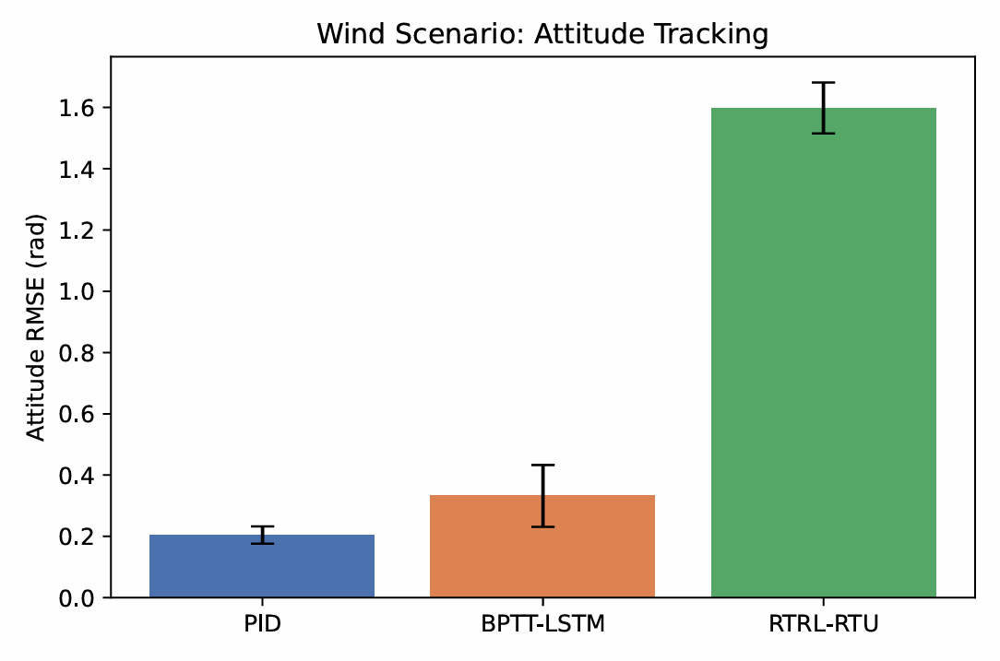 Wind Scenario: Attitude Tracking
Attitude RMSE (rad)
1.6
1.4
1.2
1.0
0.8
0.6
0.4
0.2
0.0
PID
BPTT-LSTM
RTRL-RTU